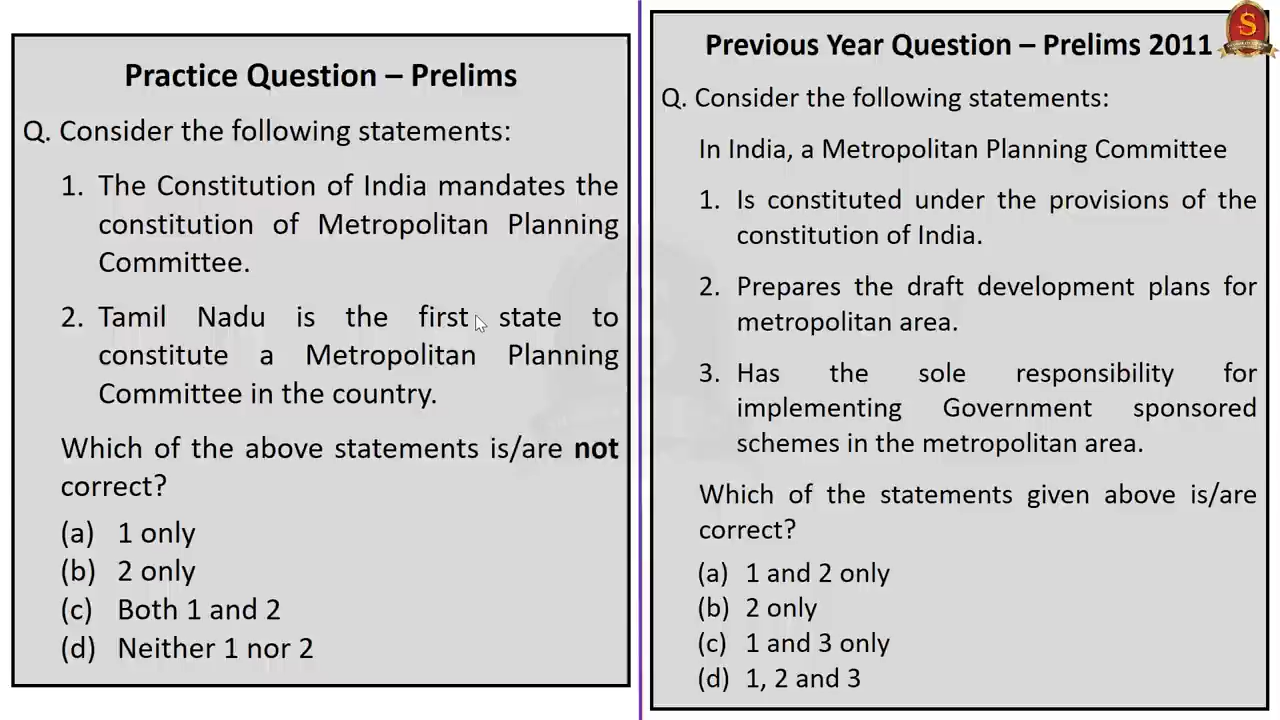 Practice Question – Prelims
Q. Consider the following statements:
1. The Constitution of India mandates the
constitution of Metropolitan Planning
Committee.
2. Tamil Nadu is the first state to
constitute a Metropolitan Planning
Committee in the country.
Which of the above statements is/are not
correct?
(a) 1 only
(b) 2 only
(c) Both 1 and 2
(d) Neither 1 nor 2
Previous Year Question – Prelims 2011
Q. Consider the following statements:
In India, a Metropolitan Planning Committee
1. Is constituted under the provisions of the
constitution of India.
2. Prepares the draft development plans for
metropolitan area.
3. Has the sole responsibility for
implementing Government sponsored
schemes in the metropolitan area.
Which of the statements given above is/are
correct?
(a) 1 and 2 only
(b) 2 only
(c) 1 and 3 only
(d) 1, 2 and 3
S